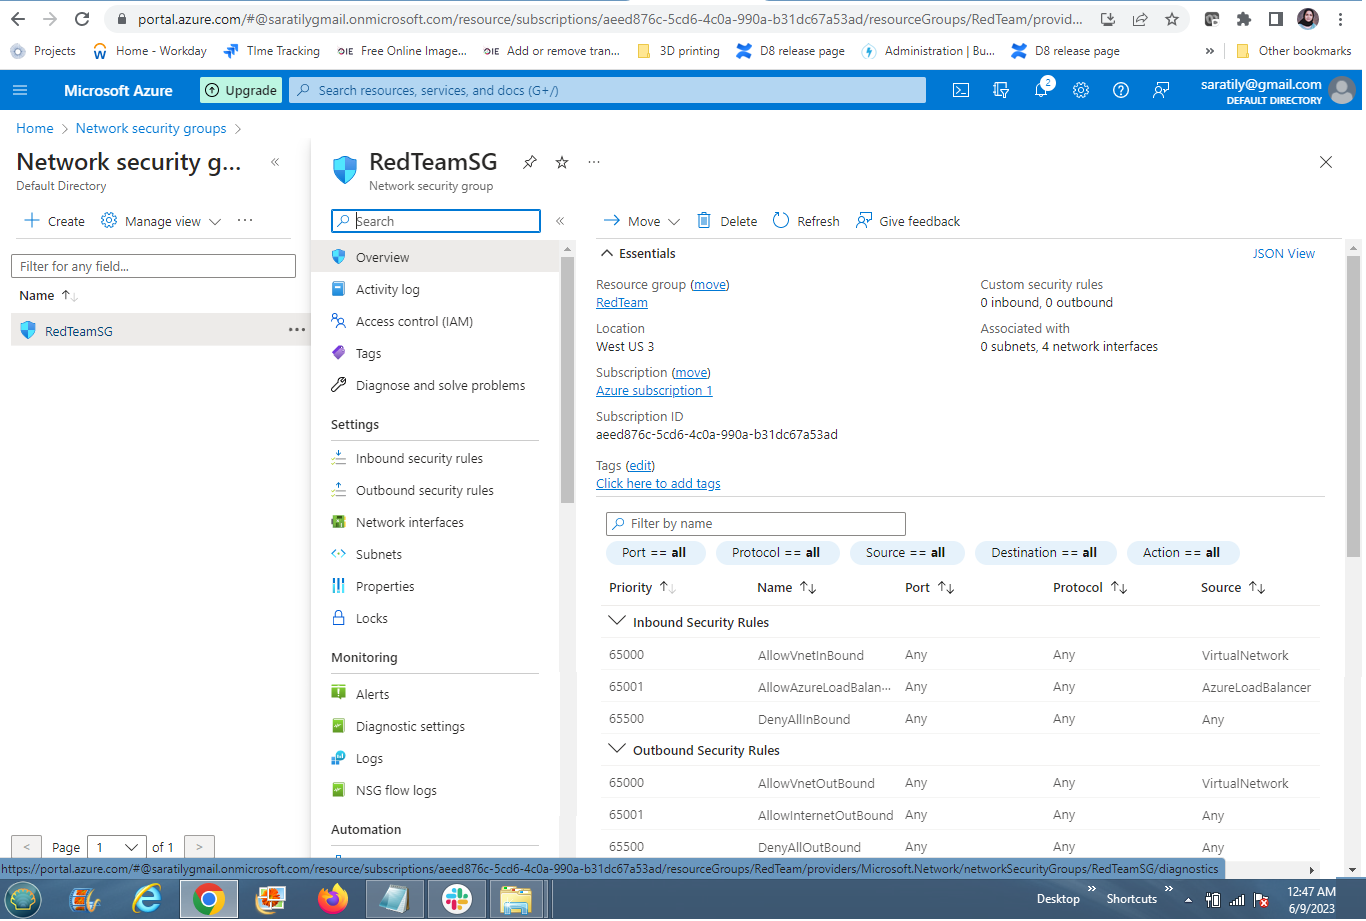 portal.azure.com/#@saratilygmail.onmicrosoft.com/resource/subscriptions/aeed876c-5cd6-4c0a-990a-b31dc67a53ad/resourceGroups/RedTeam/provid...
Projects Home - Workday TIme Tracking Free Online Image... Add or remove tran... 3D printing D8 release page Administration | Bu... D8 release page » Other bookmarks
Microsoft Azure Upgrade Search resources, services, and docs (G+/) 2 saratily@gmail.com
DEFAULT DIRECTORY
Home > Network security groups >
Network security g... «
Default Directory
Create Manage view ...
Filter for any field...
Name
RedTeamSG ...
< Page 1 of 1 >
RedTeamSG ...
Network security group
Search «
Overview
Activity log
Access control (IAM)
Tags
Diagnose and solve problems
Settings
Inbound security rules
Outbound security rules
Network interfaces
Subnets
Properties
Locks
Monitoring
Alerts
Diagnostic settings
Logs
NSG flow logs
Automation
Move Delete Refresh Give feedback
Essentials JSON View
Resource group (move)
RedTeam
Location
West US 3
Subscription (move)
Azure subscription 1
Subscription ID
aeed876c-5cd6-4c0a-990a-b31dc67a53ad
Tags (edit)
Click here to add tags
Custom security rules
0 inbound, 0 outbound
Associated with
0 subnets, 4 network interfaces
Filter by name
Port == all Protocol == all Source == all Destination == all Action == all
Priority Name Port Protocol Source
Inbound Security Rules
65000 AllowVnetInBound Any Any VirtualNetwork
65001 AllowAzureLoadBalan... Any Any AzureLoadBalancer
65500 DenyAllInBound Any Any Any
Outbound Security Rules
65000 AllowVnetOutBound Any Any VirtualNetwork
65001 AllowInternetOutBound Any Any Any
65500 DenyAllOutBound Any Any Any
https://portal.azure.com/#@saratilygmail.onmicrosoft.com/resource/subscriptions/aeed876c-5cd6-4c0a-990a-b31dc67a53ad/resourceGroups/RedTeam/providers/Microsoft.Network/networkSecurityGroups/RedTeamSG/diagnostics
Desktop » Shortcuts » 12:47 AM
6/9/2023